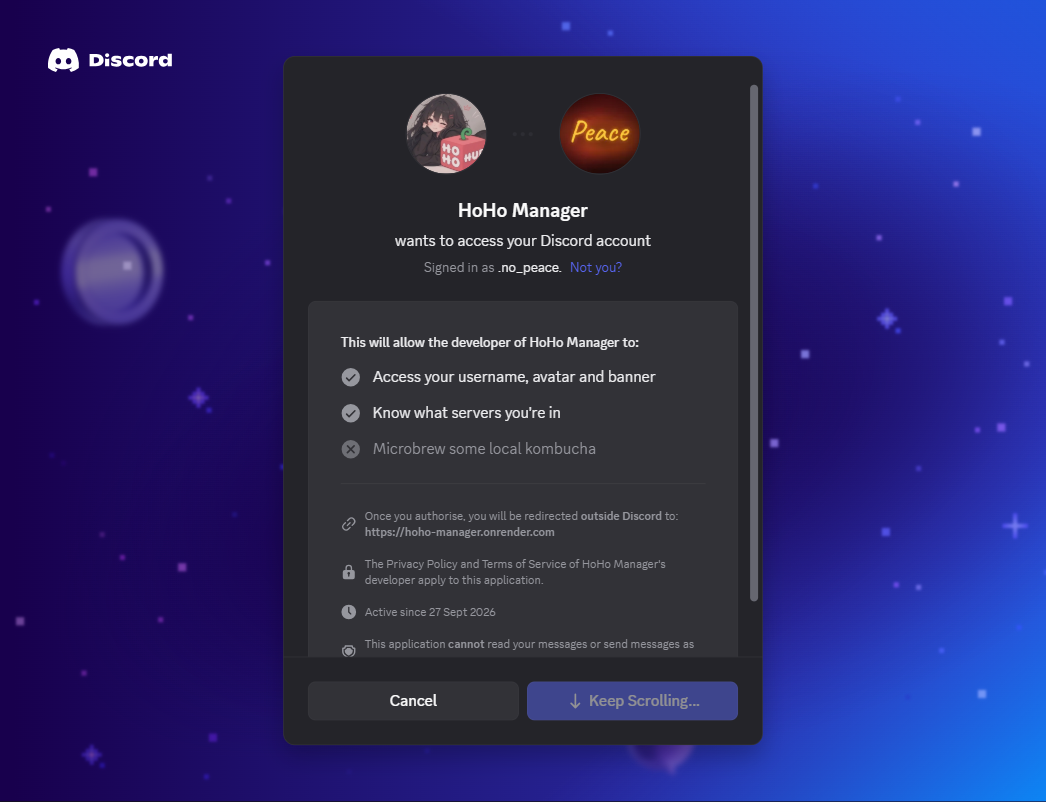 Discord
HO
HO HUB
Peace
HoHo Manager
wants to access your Discord account
Signed in as .no_peace. Not you?
This will allow the developer of HoHo Manager to:
Access your username, avatar and banner
Know what servers you're in
Microbrew some local kombucha
Once you authorise, you will be redirected outside Discord to:
https://hoho-manager.onrender.com
The Privacy Policy and Terms of Service of HoHo Manager's
developer apply to this application.
Active since 27 Sept 2026
This application cannot read your messages or send messages as
Cancel
Keep Scrolling...